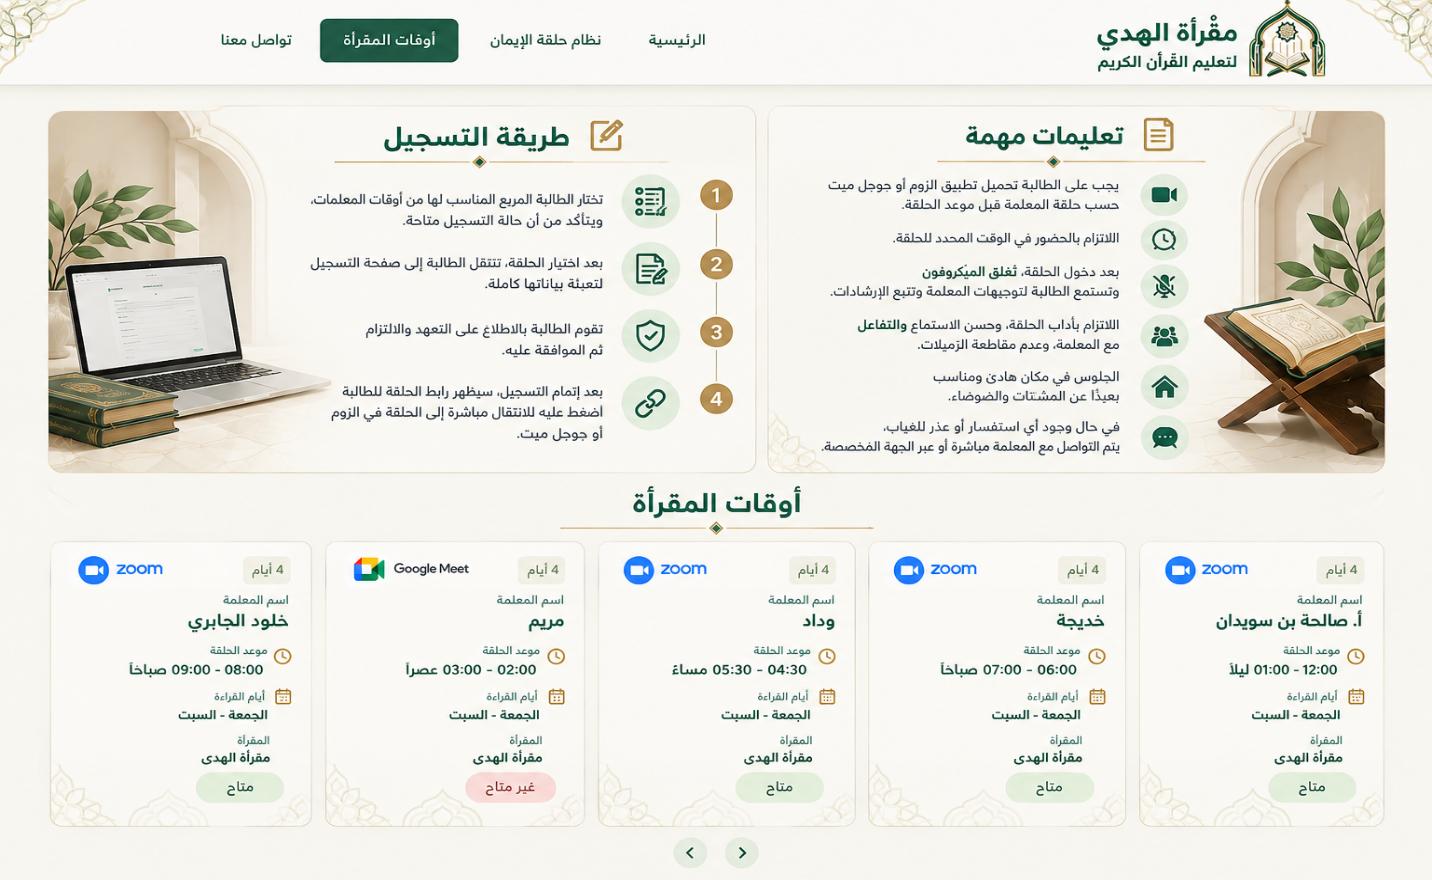 مقْرأة الهدي
لتعليم القّرأن الكريم
الرئيسية
نظام حلقة الإيمان
أوقات المقرأة
تواصل معنا
تعليمات مهمة
يجب على الطالبة تحميل تطبيق الزوم أو جوجل ميت
حسب حلقة المعلمة قبل موعد الحلقة.
اللاتزام بالحضور في الوقت المحدد للحلقة.
بعد دخول الحلقة، تُغلق الميكروفون
وتستمع الطالبة لتوجيهات المعلمة وتتبع الإرشادات.
اللاتزام بأداب الحلقة، وحسن الاستماع والتفاعل
مع المعلمة، وعدم مقاطعة الزميلات.
الجلوس في مكان هادئ ومناسب
بعيدًا عن المشتتات والضوضاء.
في حال وجود أي استفسار أو عذر للغياب،
يتم التواصل مع المعلمة مباشرة أو عبر الجهة المخصصة.
طريقة التسجيل
1
تختار الطالبة المربع المناسب لها من أوقات المعلمات،
ويتأكد من أن حالة التسجيل متاحة.
2
بعد اختيار الحلقة، تنتقل الطالبة إلى صفحة التسجيل
لتعبئة بياناتها كاملة.
3
تقوم الطالبة بالاطلاع على التعهد والالتزام
ثم الموافقة عليه.
4
بعد إتمام التسجيل، سيظهر رابط الحلقة للطالبة
اضغط عليه للانتقال مباشرة إلى الحلقة في الزوم
أو جوجل ميت.
أوقات المقرأة
4 أيام
zoom
اسم المعلمة
أ. صالحة بن سويدان
موعد الحلقة
12:00 - 01:00 ليلاً
أيام القراءة
الجمعة - السبت
المقرأة
مقرأة الهدى
متاح
4 أيام
zoom
اسم المعلمة
خديجة
موعد الحلقة
06:00 - 07:00 صباحاً
أيام القراءة
الجمعة - السبت
المقرأة
مقرأة الهدى
متاح
4 أيام
zoom
اسم المعلمة
وداد
موعد الحلقة
04:30 - 05:30 مساءً
أيام القراءة
الجمعة - السبت
المقرأة
مقرأة الهدى
متاح
4 أيام
Google Meet
اسم المعلمة
مريم
موعد الحلقة
02:00 - 03:00 عصراً
أيام القراءة
الجمعة - السبت
المقرأة
مقرأة الهدى
غير متاح
4 أيام
zoom
اسم المعلمة
خلود الجابري
موعد الحلقة
08:00 - 09:00 صباحاً
أيام القراءة
الجمعة - السبت
المقرأة
مقرأة الهدى
متاح